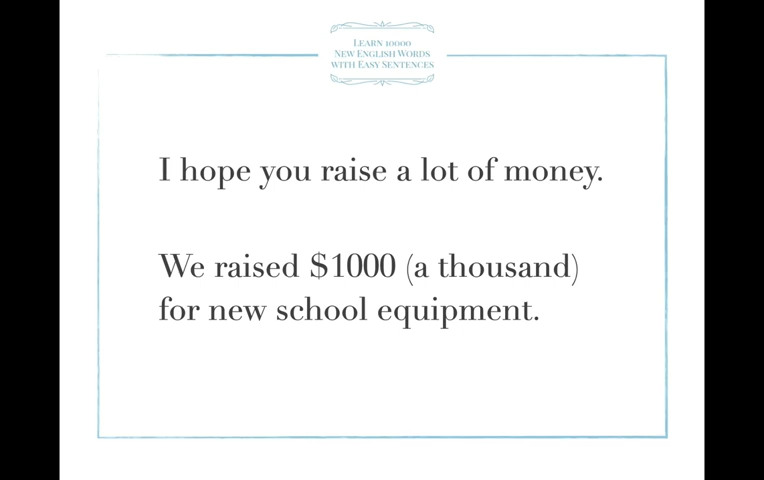 LEARN 10000
NEW ENGLISH WORDS
WITH EASY SENTENCES
I hope you raise a lot of money.
We raised $1000 (a thousand)
for new school equipment.